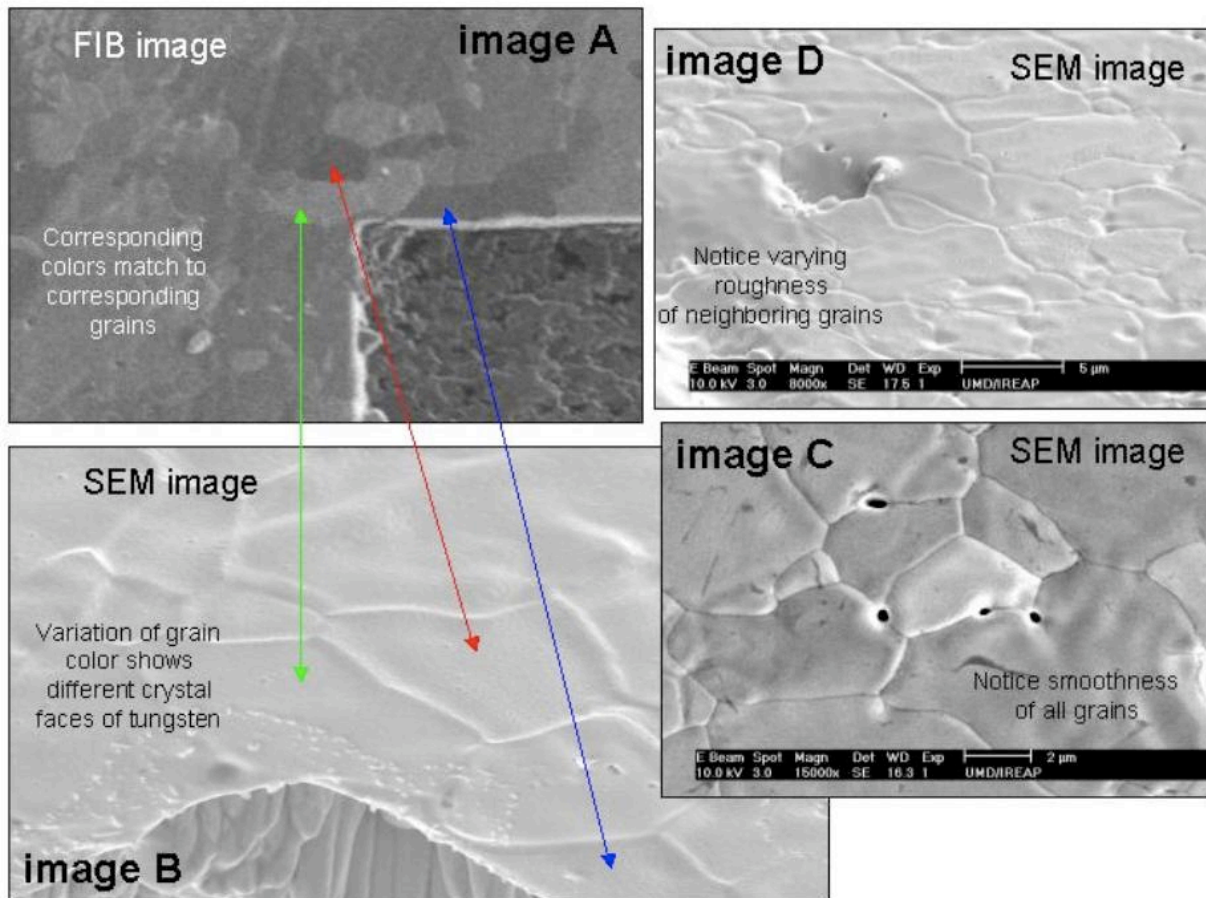 FIB image
image A
Corresponding
colors match to
corresponding
grains
image D
SEM image
Notice varying
roughness
of neighboring grains
E Beam Spot Magn Det WD Exp 5 µm
10.0 kV 3.0 8000x SE 17.5 1 UMD/IREAP
SEM image
Variation of grain
color shows
different crystal
faces of tungsten
image B
image C
SEM image
Notice smoothness
of all grains
E Beam Spot Magn Det WD Exp 2 µm
10.0 kV 3.0 15000x SE 16.3 1 UMD/IREAP